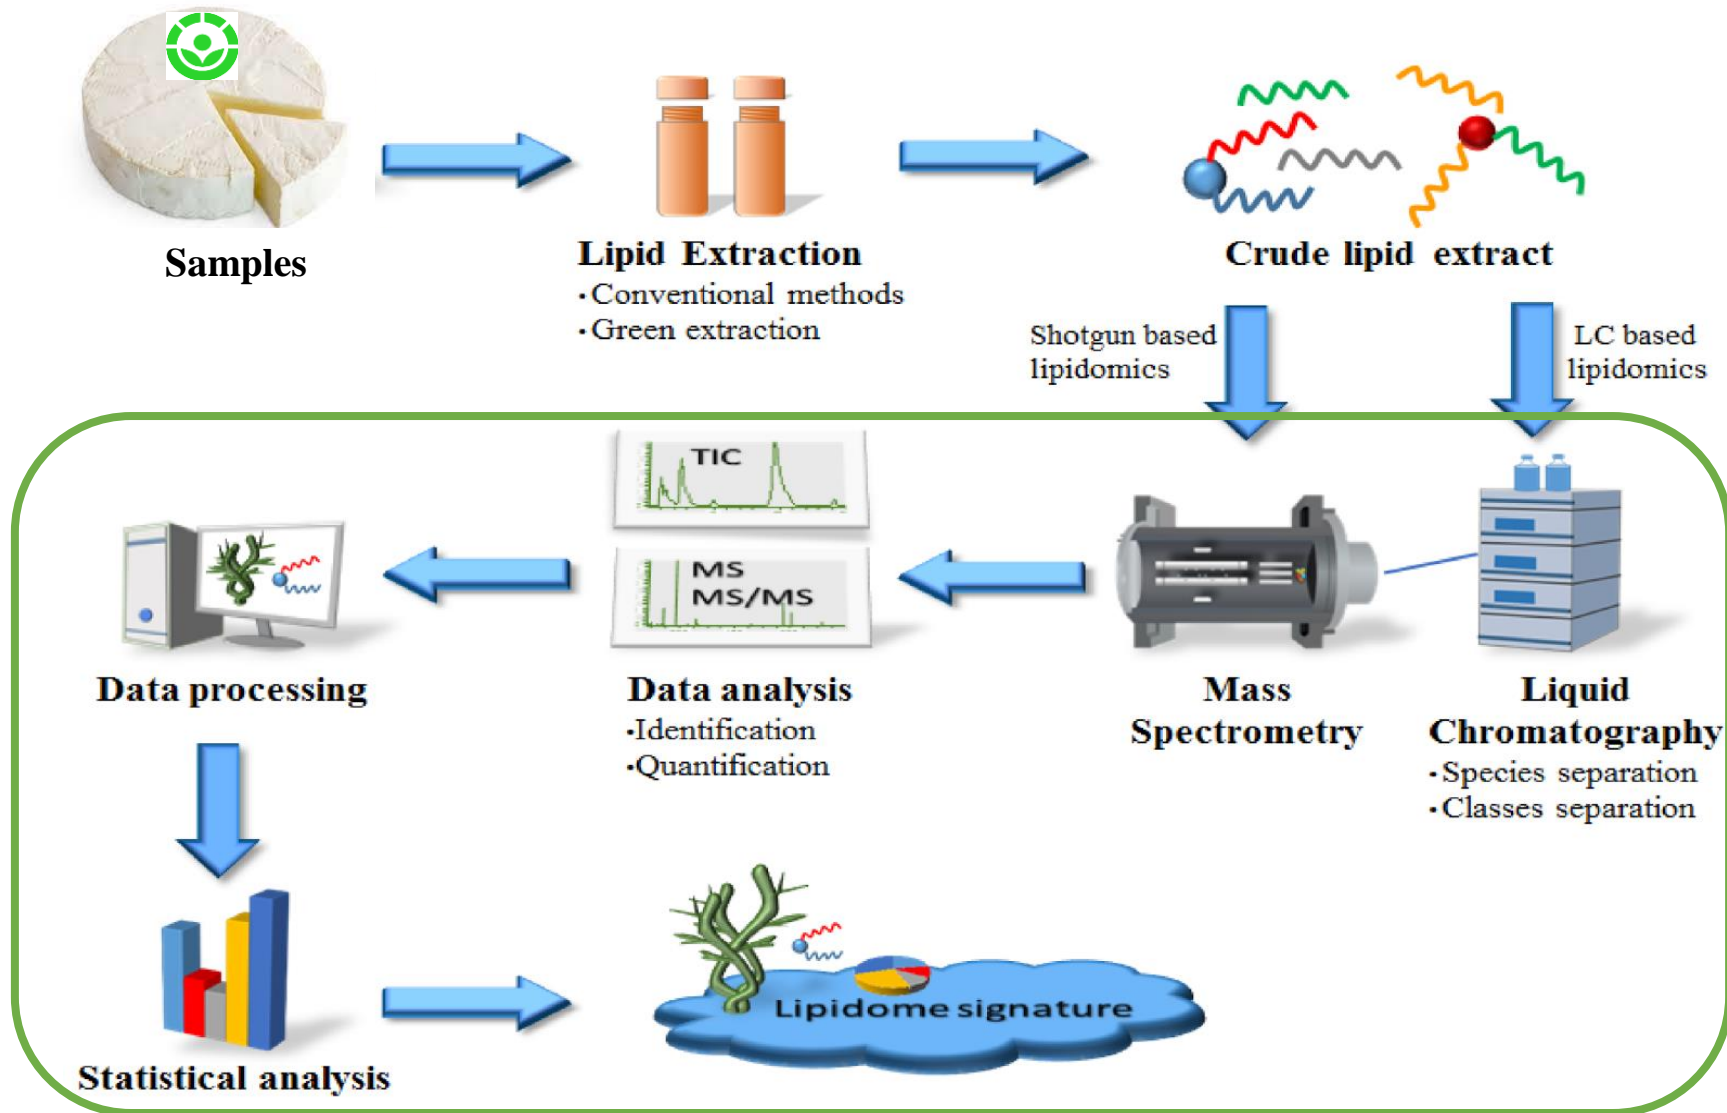 Samples
Lipid Extraction
·Conventional methods
·Green extraction
Crude lipid extract
Shotgun based
lipidomics
LC based
lipidomics
TIC
MS
MS/MS
Data processing
Data analysis
·Identification
·Quantification
Mass
Spectrometry
Liquid
Chromatography
·Species separation
·Classes separation
Statistical analysis
Lipidome signature